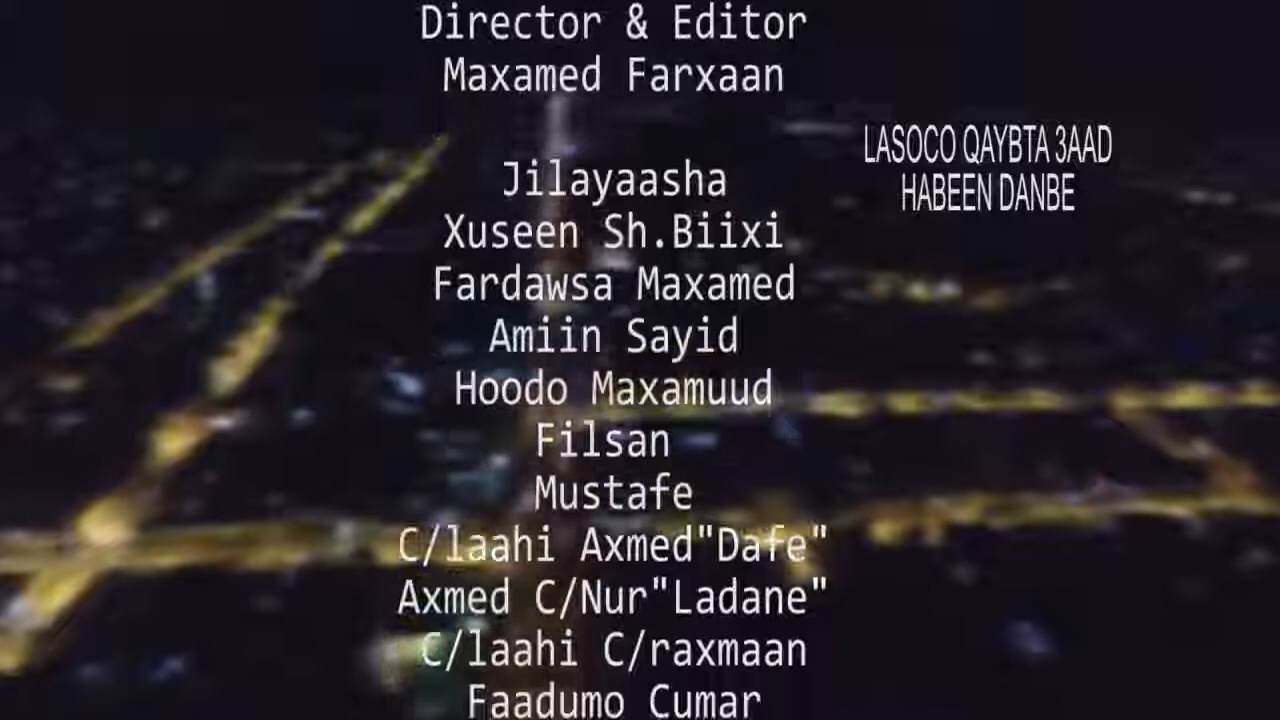 Director & Editor
Maxamed Farxaan
LASOCO QAYBTA 3AAD
HABEEN DANBE
Jilayaasha
Xuseen Sh.Biixi
Fardawsa Maxamed
Amiin Sayid
Hoodo Maxamuud
Filsan
Mustafe
C/laahi Axmed"Dafe"
Axmed C/Nur"Ladane"
C/laahi C/raxmaan
Faadumo Cumar